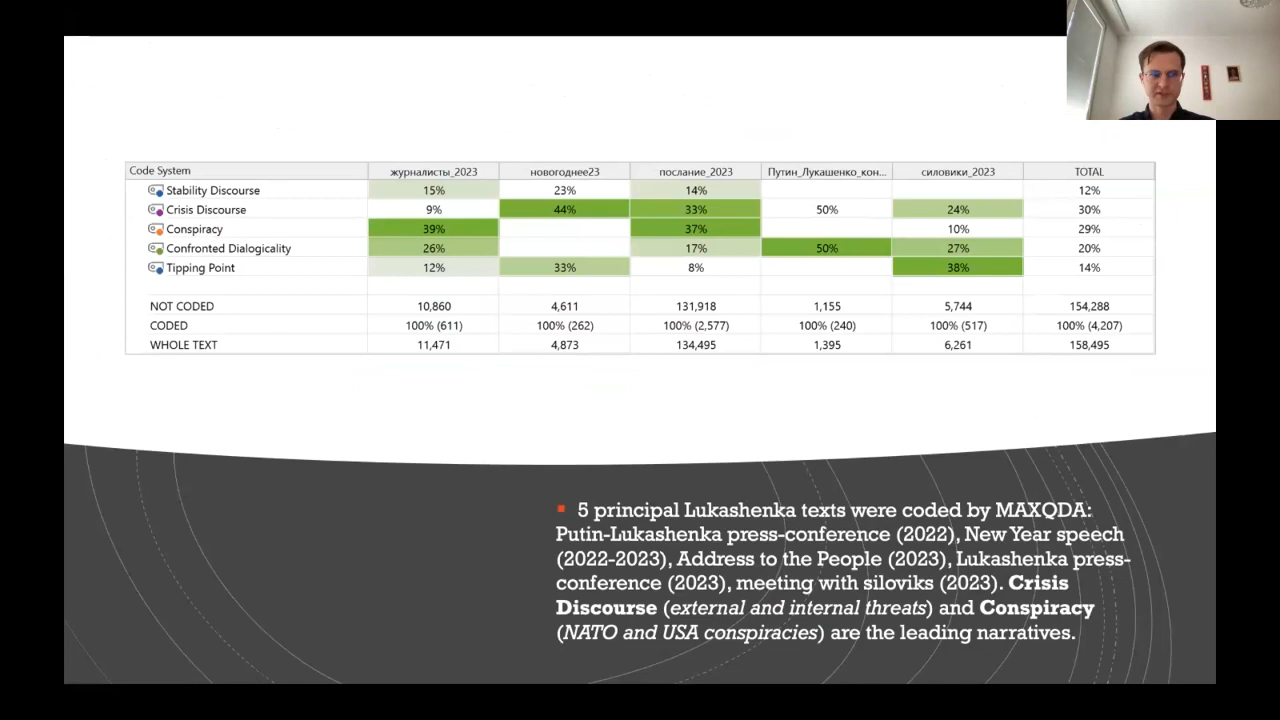 Code System журналисты_2023 новогоднее23 послание_2023 Путин_Лукашенко_кон... силовики_2023 TOTAL
Stability Discourse 15% 23% 14% 12%
Crisis Discourse 9% 44% 33% 50% 24% 30%
Conspiracy 39% 37% 10% 29%
Confronted Dialogicality 26% 17% 50% 27% 20%
Tipping Point 12% 33% 8% 38% 14%
NOT CODED 10,860 4,611 131,918 1,155 5,744 154,288
CODED 100% (611) 100% (262) 100% (2,577) 100% (240) 100% (517) 100% (4,207)
WHOLE TEXT 11,471 4,873 134,495 1,395 6,261 158,495
5 principal Lukashenka texts were coded by MAXQDA:
Putin-Lukashenka press-conference (2022), New Year speech
(2022-2023), Address to the People (2023), Lukashenka press-
conference (2023), meeting with siloviks (2023). Crisis
Discourse (external and internal threats) and Conspiracy
(NATO and USA conspiracies) are the leading narratives.